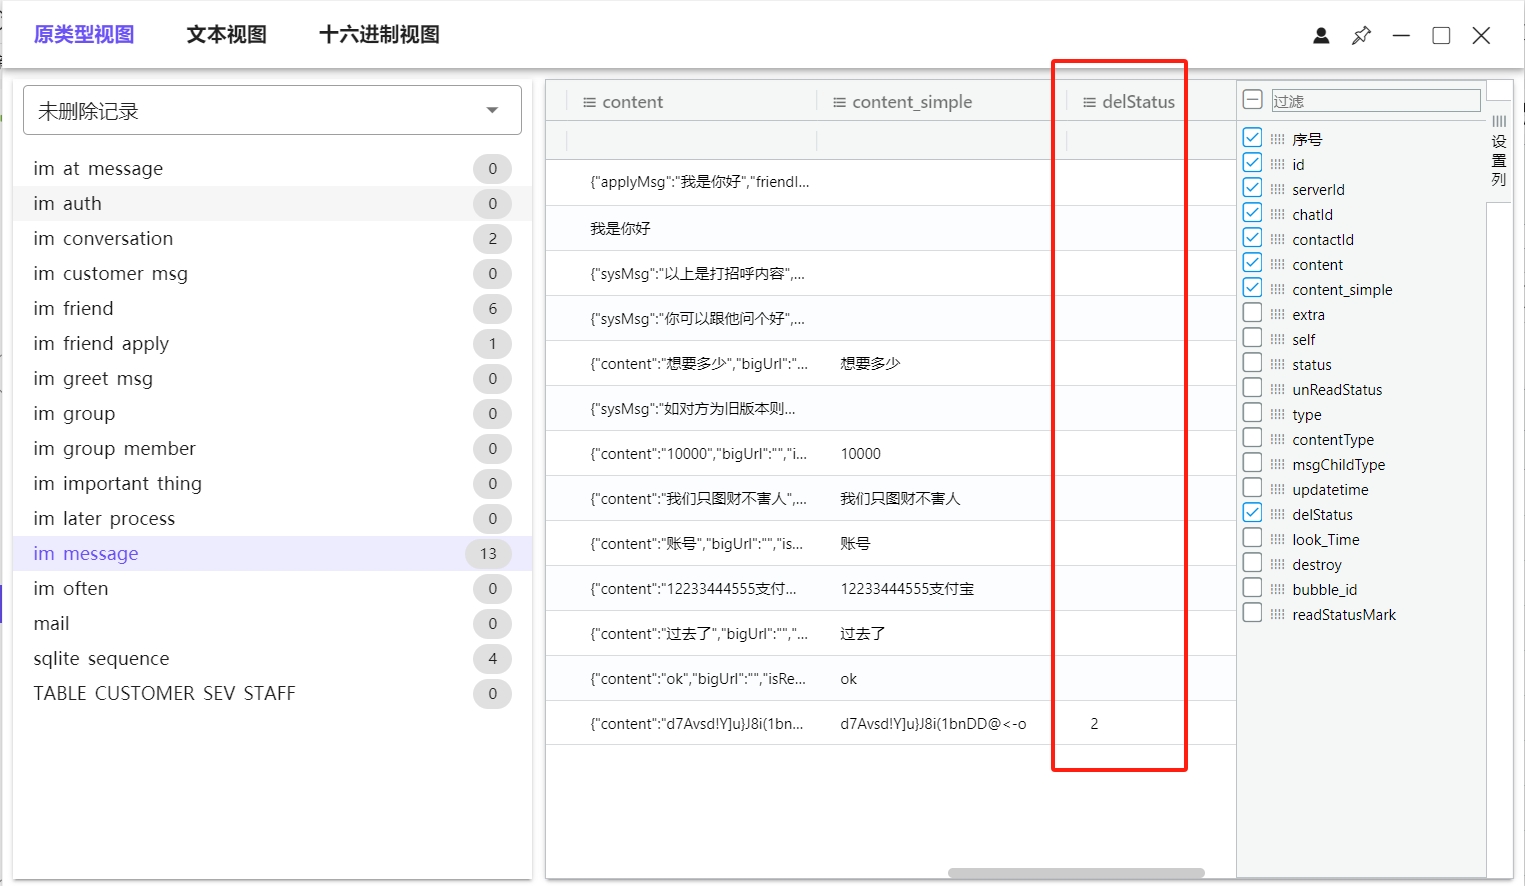 原类型视图 文本视图 十六进制视图
未删除记录
im at message 0
im auth 0
im conversation 2
im customer msg 0
im friend 6
im friend apply 1
im greet msg 0
im group 0
im group member 0
im important thing 0
im later process 0
im message 13
im often 0
mail 0
sqlite sequence 4
TABLE CUSTOMER SEV STAFF 0
content content_simple delStatus
{"applyMsg":"我是你好","friendI...
我是你好
{"sysMsg":"以上是打招呼内容",...
{"sysMsg":"你可以跟他问个好",...
{"content":"想要多少","bigUrl":"... 想要多少
{"sysMsg":"如对方为旧版本则...
{"content":"10000","bigUrl":"","i... 10000
{"content":"我们只图财不害人",... 我们只图财不害人
{"content":"账号","bigUrl":"","is... 账号
{"content":"12233444555支付... 12233444555支付宝
{"content":"过去了","bigUrl":"","... 过去了
{"content":"ok","bigUrl":"","isRe... ok
{"content":"d7Avsd!Y]u}J8i(1bn... d7Avsd!Y]u}J8i(1bnDD@<-o 2
过滤
序号
id
serverId
chatId
contactId
content
content_simple
extra
self
status
unReadStatus
type
contentType
msgChildType
updatetime
delStatus
look_Time
destroy
bubble_id
readStatusMark
设置列